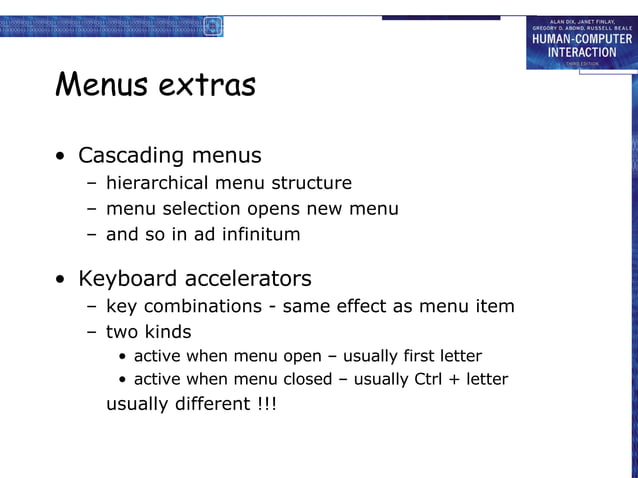 ALAN DIX, JANET FINLAY,
GREGORY D. ABOWD, RUSSELL BEALE
HUMAN-COMPUTER
INTERACTION
THIRD EDITION
Menus extras
• Cascading menus
– hierarchical menu structure
– menu selection opens new menu
– and so in ad infinitum
• Keyboard accelerators
– key combinations - same effect as menu item
– two kinds
• active when menu open – usually first letter
• active when menu closed – usually Ctrl + letter
usually different !!!